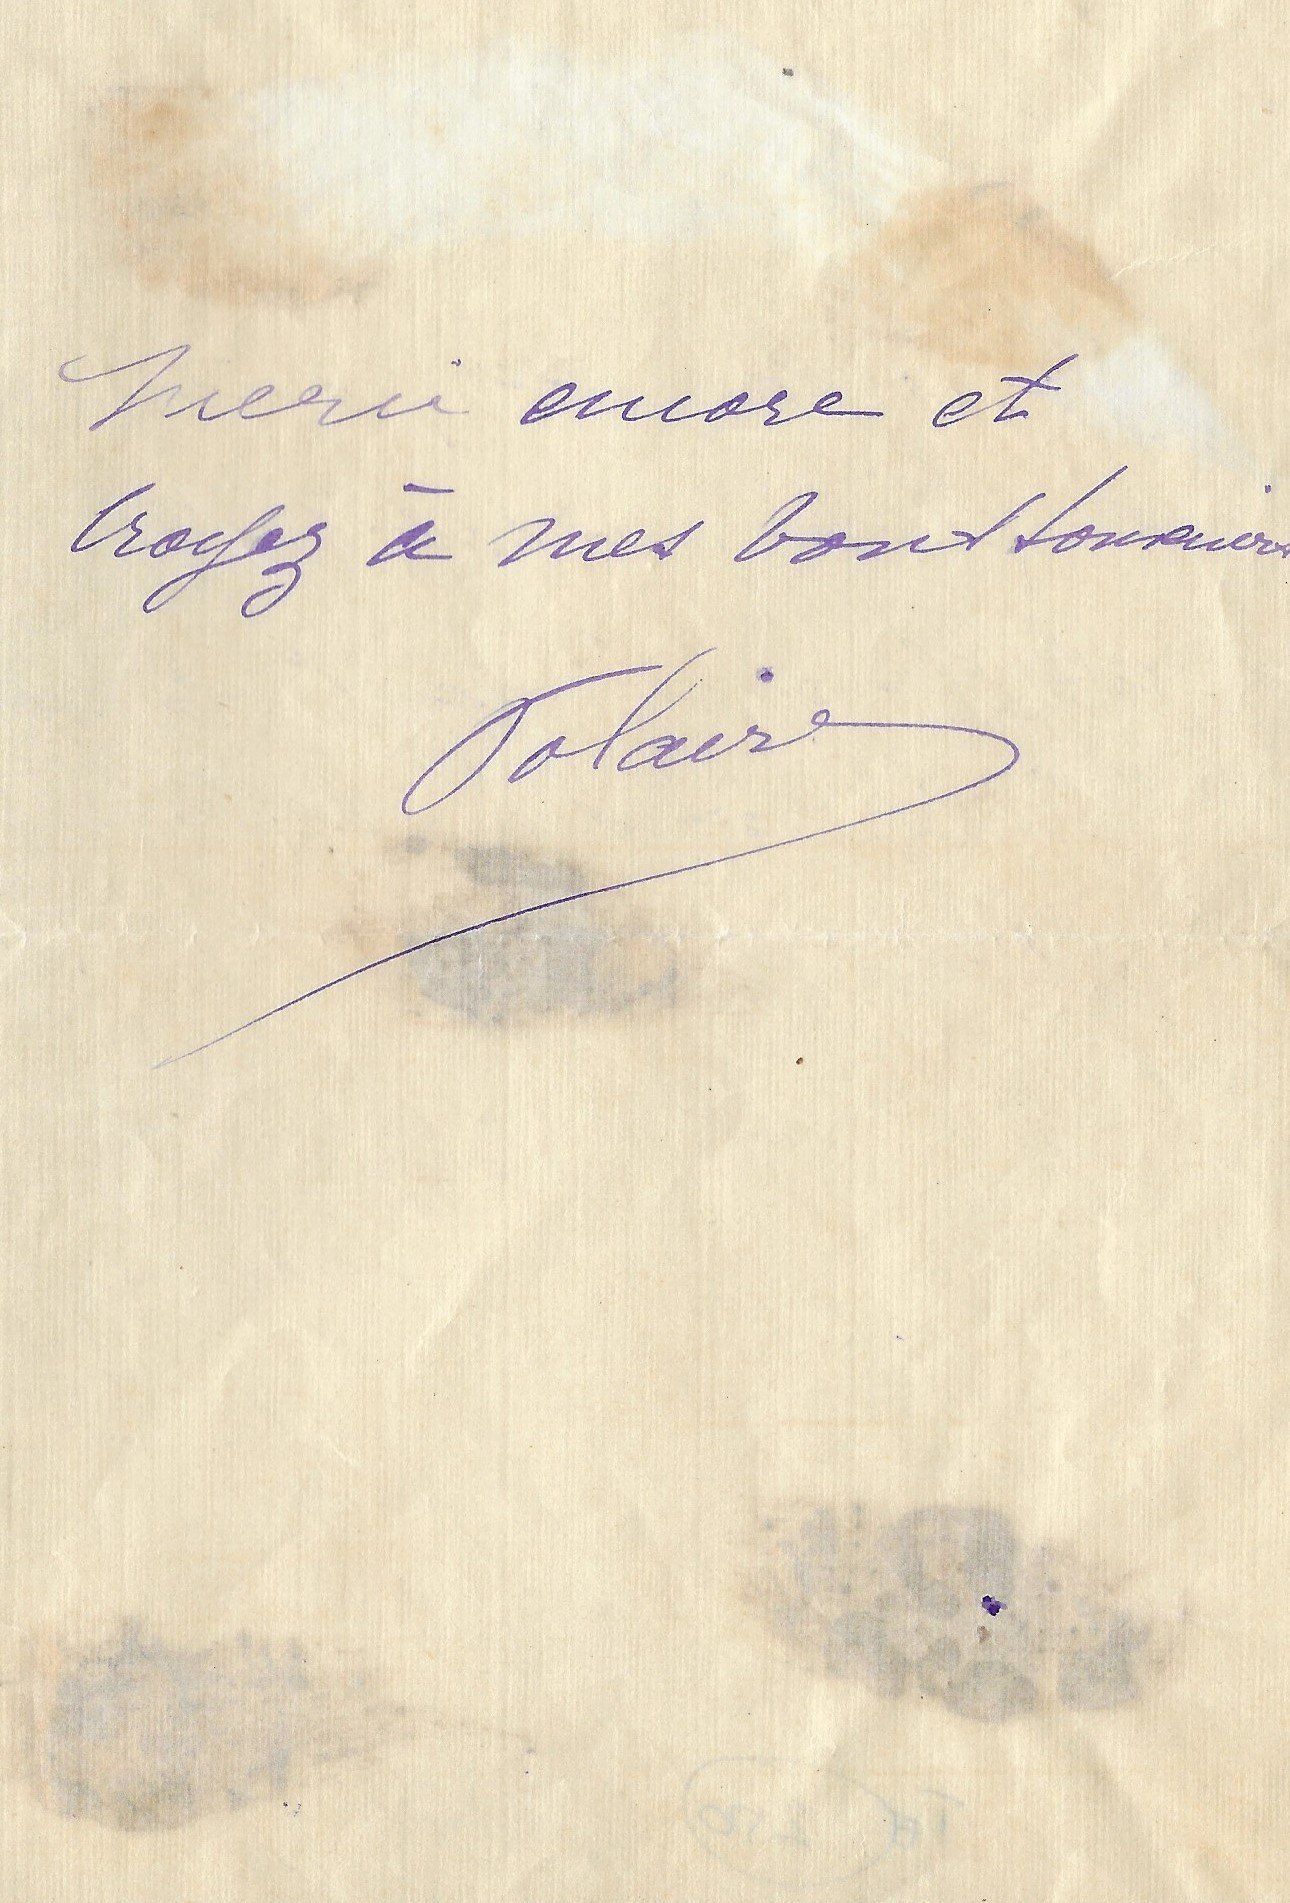 Merci encore et
croyez à mes bons souvenirs
Polaire